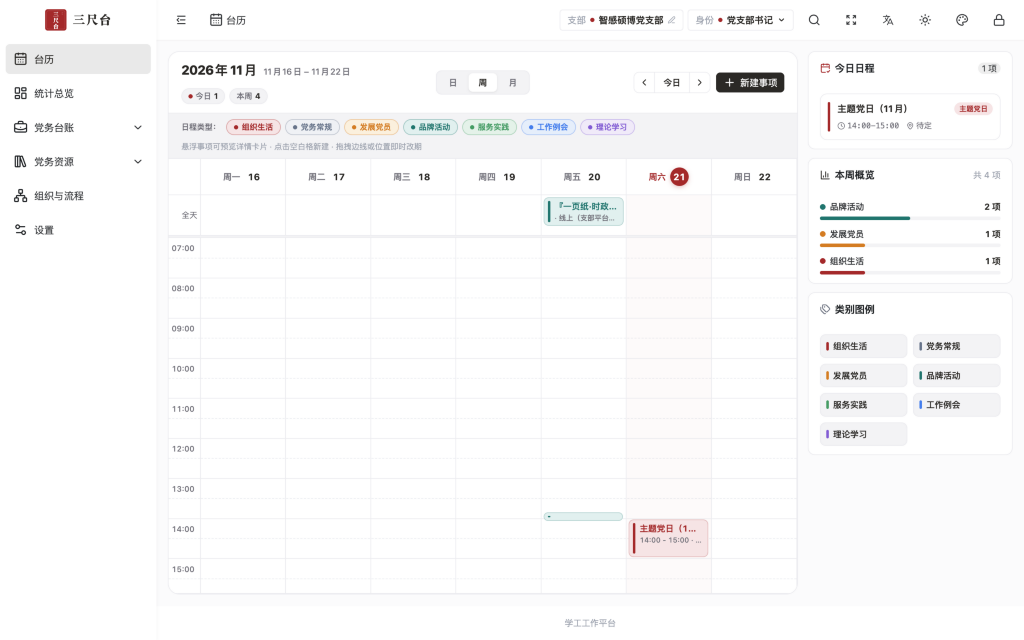 三尺台
三尺台
台历
支部 智感硕博党支部
身份 党支部书记
台历
统计总览
党务台账
党务资源
组织与流程
设置
2026年11月 11月16日 – 11月22日
今日 1 本周 4
日 周 月
今日
新建事项
日程类型: 组织生活 党务常规 发展党员 品牌活动 服务实践 工作例会 理论学习
悬浮事项可预览详情卡片 · 点击空白格新建 · 拖拽边线或位置即时改期
周一 16 周二 17 周三 18 周四 19 周五 20 周六 21 周日 22
全天
『一页纸·时政...
· 线上（支部平台...
07:00
08:00
09:00
10:00
11:00
12:00
13:00
14:00
15:00
-
主题党日（1...
14:00 - 15:00 · ...
今日日程 1 项
主题党日（11月） 主题党日
14:00–15:00 待定
本周概览 共 4 项
品牌活动 2 项
发展党员 1 项
组织生活 1 项
类别图例
组织生活 党务常规
发展党员 品牌活动
服务实践 工作例会
理论学习
学工工作平台